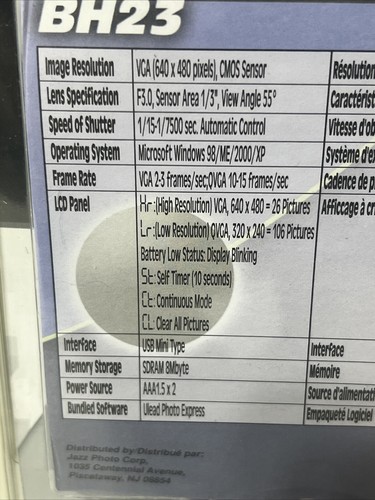 BH23
Image Resolution VGA (640 x 480 pixels), CMOS Sensor Résolution
Lens Specification F3.0, Sensor Area 1/3", View Angle 55° Caractérist
Speed of Shutter 1/15-1/7500 sec. Automatic Control Vitesse d'ob
Operating System Microsoft Windows 98/ME/2000/XP Système d'ex
Frame Rate VGA 2-3 frames/sec;QVGA 10-15 frames/sec Cadence de p
LCD Panel Hr:(High Resolution) VGA, 640 x 480 = 26 Pictures Affiçage à cr
Lr:(Low Resolution) QVGA, 320 x 240 = 106 Pictures
Battery Low Status: Display Blinking
St: Self Timer (10 seconds)
Ct: Continuous Mode
CL: Clear All Pictures
Interface USB Mini Type Interface
Memory Storage SDRAM 8Mbyte Mémoire
Power Source AAA1.5 x 2 Source d'alimentati
Bundled Software Ulead Photo Express Empaqueté Logiciel
Distributed by/Distribué par:
Jazz Photo Corp,
1035 Centennial Avenue,
Piscataway, NJ 08854